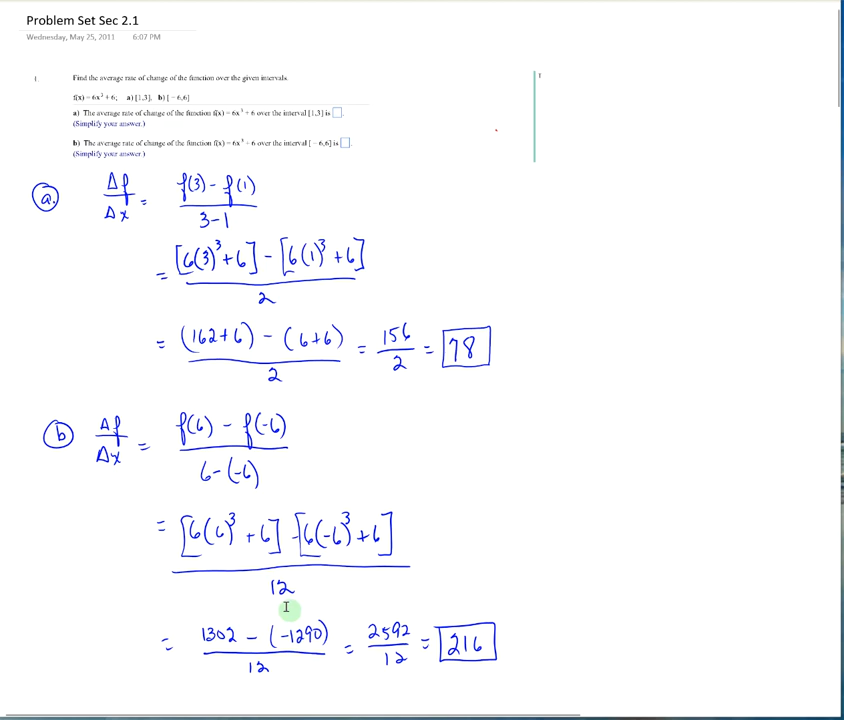 Problem Set Sec 2.1
Wednesday, May 25, 2011 6:07 PM
1. Find the average rate of change of the function over the given intervals.
f(x) = 6x³ + 6; a) [1,3], b) [ − 6,6]
a) The average rate of change of the function f(x) = 6x³ + 6 over the interval [1,3] is
(Simplify your answer.)
b) The average rate of change of the function f(x) = 6x³ + 6 over the interval [ − 6,6] is
(Simplify your answer.)
a. Δf/Δx = (f(3) - f(1))/(3-1)
= ([6(3)³+6] - [6(1)³+6])/2
= ((162+6) - (6+6))/2 = 156/2 = 78
b Δf/Δx = (f(6) - f(-6))/(6-(-6))
= ([6(6)³+6] - [6(-6)³+6])/12
= (1302 - (-1290))/12 = 2592/12 = 216